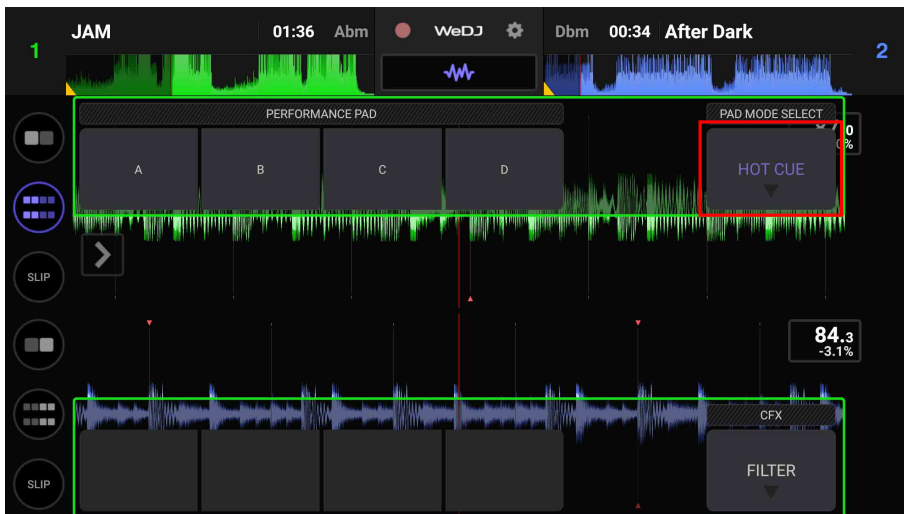 1
JAM 01:36 Abm
WeDJ
Dbm 00:34 After Dark
2
PERFORMANCE PAD
PAD MODE SELECT
A B C D
HOT CUE
SLIP
84.3
-3.1%
CFX
SLIP
FILTER